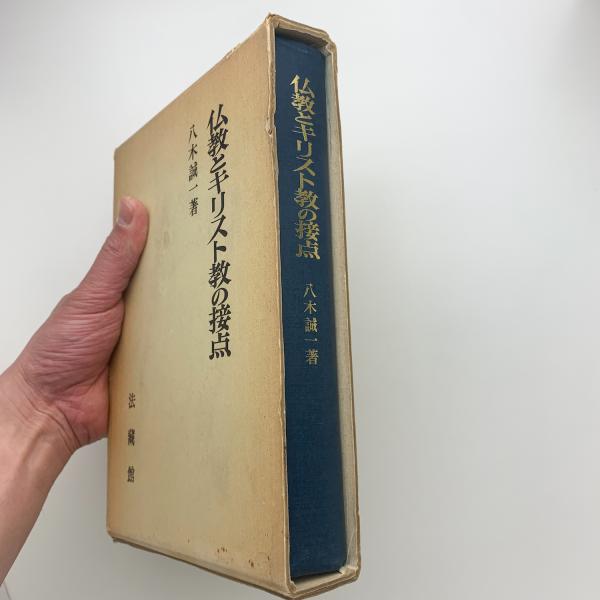 仏教とキリスト教の接点
八木誠一著
法藏館
仏教とキリスト教の接点
八木誠一著